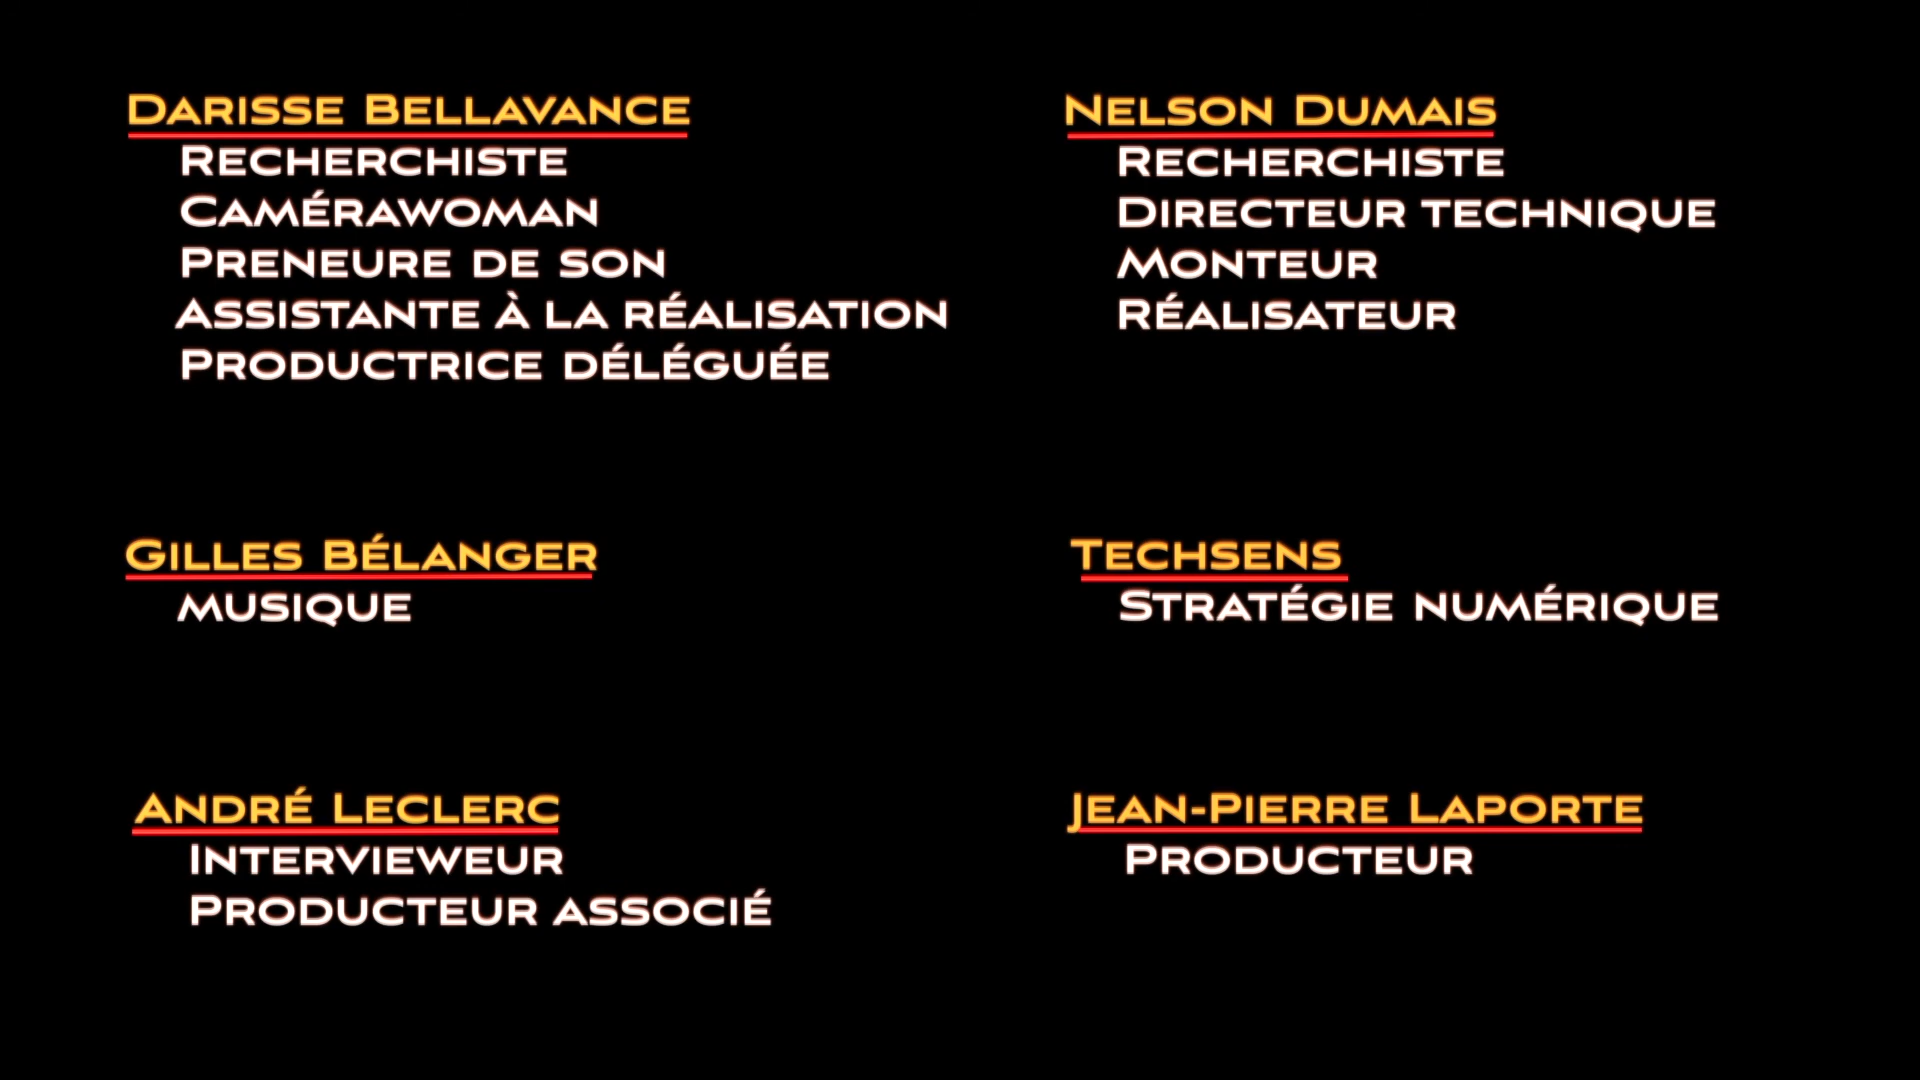 Darisse Bellavance
Recherchiste
Camérawoman
Preneure de son
Assistante à la réalisation
Productrice déléguée
Nelson Dumais
Recherchiste
Directeur technique
Monteur
Réalisateur
Gilles Bélanger
Musique
Techsens
Stratégie numérique
André Leclerc
Intervieweur
Producteur associé
Jean-Pierre Laporte
Producteur